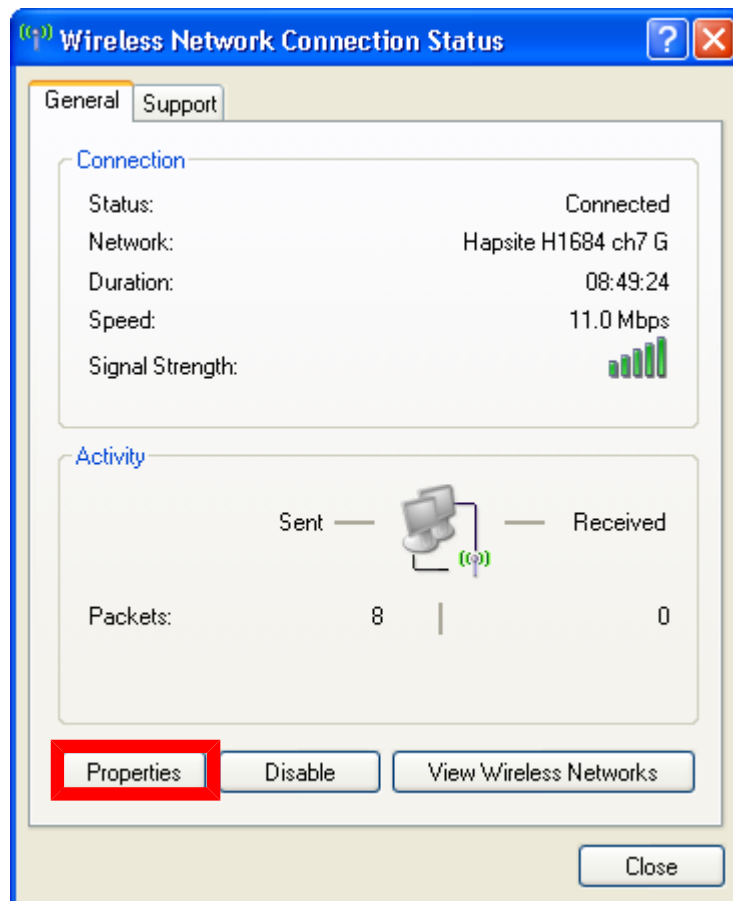 Wireless Network Connection Status
General Support
Connection
Status: Connected
Network: Hapsite H1684 ch7 G
Duration: 08:49:24
Speed: 11.0 Mbps
Signal Strength:
Activity
Sent Received
Packets: 8 0
Properties Disable View Wireless Networks
Close